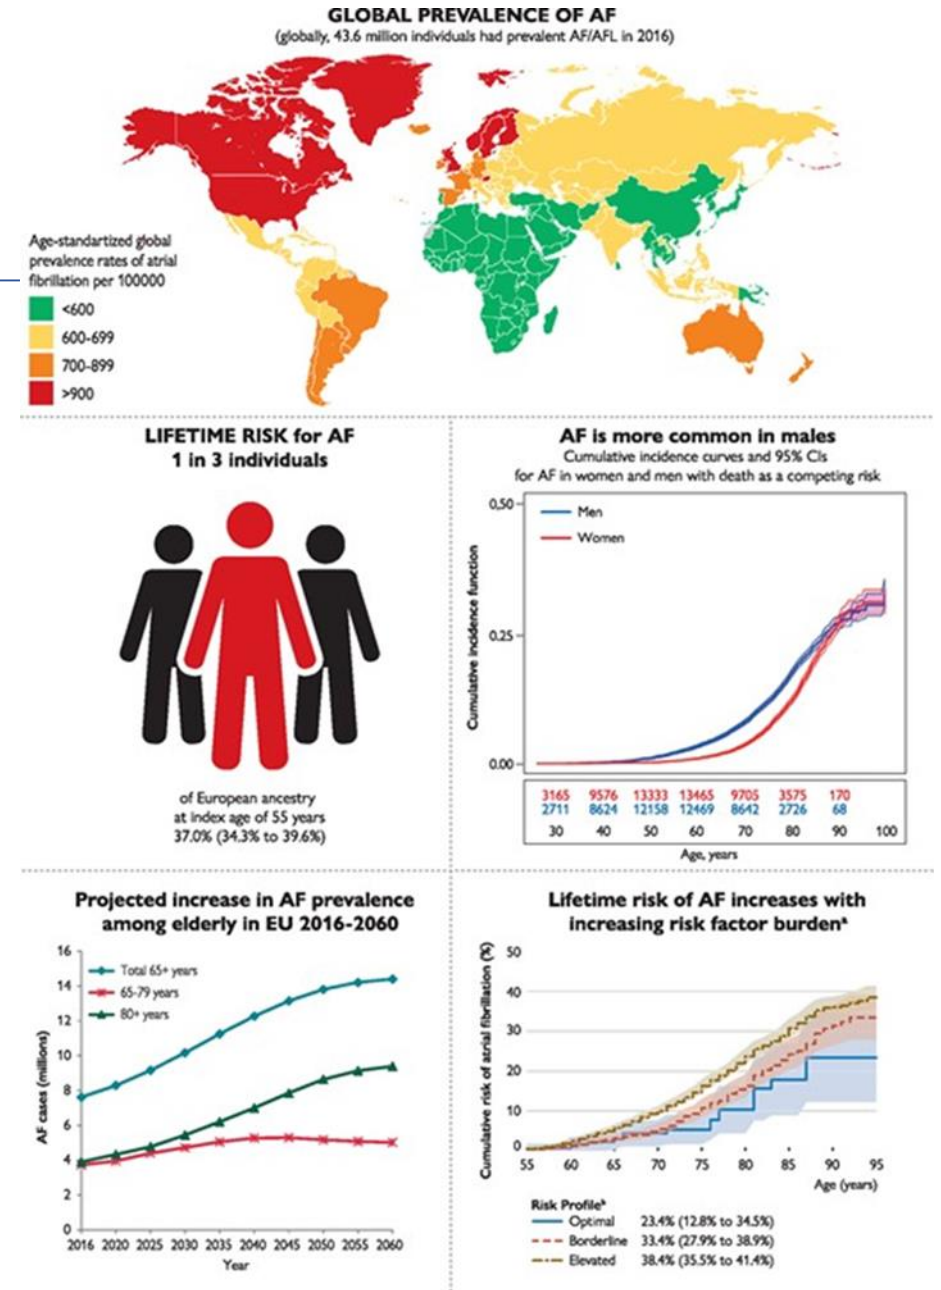 GLOBAL PREVALENCE OF AF
(globally, 43.6 million individuals had prevalent AF/AFL in 2016)
Age-standartized global
prevalence rates of atrial
fibrillation per 100000
<600
600-699
700-899
>900
LIFETIME RISK for AF
1 in 3 individuals
of European ancestry
at index age of 55 years
37.0% (34.3% to 39.6%)
AF is more common in males
Cumulative incidence curves and 95% CIs
for AF in women and men with death as a competing risk
Cumulative incidence function
0,50
0.25
0.00
Men
Women
3165 9576 13333 13465 9705 3575 170
2711 8624 12158 12469 8642 2726 68
30 40 50 60 70 80 90 100
Age, years
Projected increase in AF prevalence
among elderly in EU 2016-2060
AF cases (millions)
16
14
12
10
8
6
4
2
0
Total 65+ years
65-79 years
80+ years
2016 2020 2025 2030 2035 2040 2045 2050 2055 2060
Year
Lifetime risk of AF increases with
increasing risk factor burdenª
Cumulative risk of atrial fibrillation (%)
50
40
30
20
10
0
55 60 65 70 75 80 85 90 95
Age (years)
Risk Profileᵇ
Optimal 23.4% (12.8% to 34.5%)
Borderline 33.4% (27.9% to 38.9%)
Elevated 38.4% (35.5% to 41.4%)